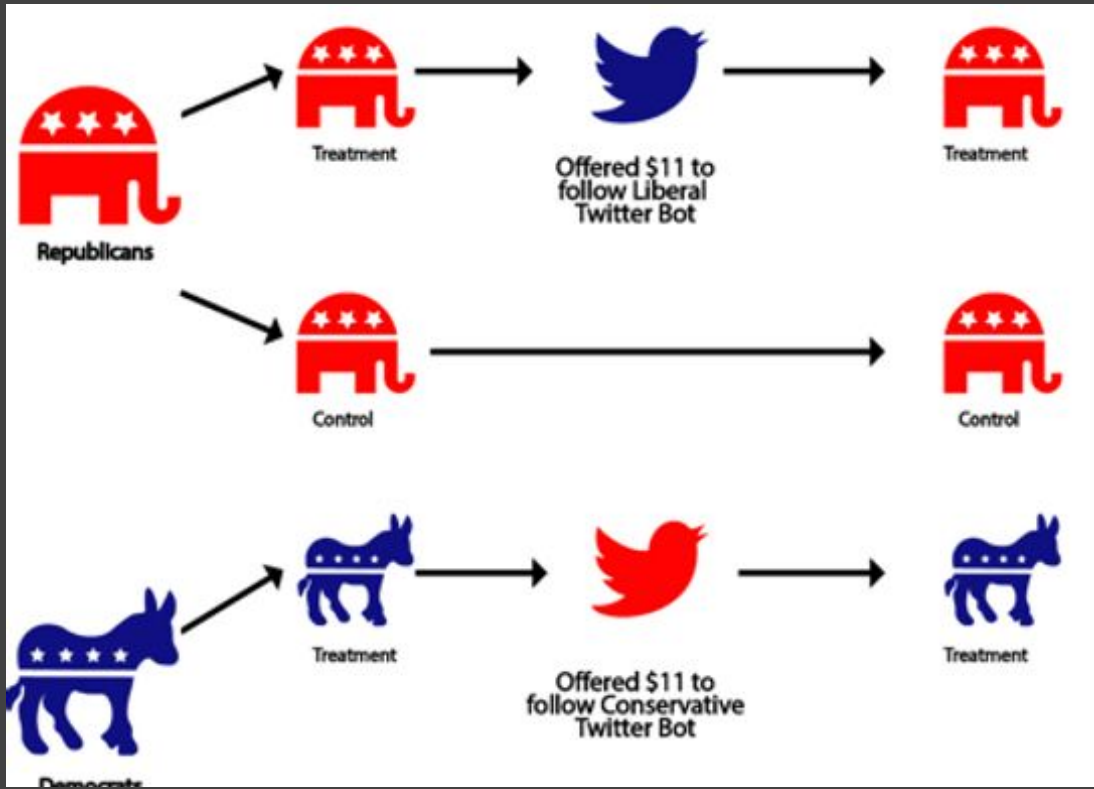 Treatment
Treatment
Offered $11 to
follow Liberal
Twitter Bot
Republicans
Control
Control
Treatment
Treatment
Offered $11 to
follow Conservative
Twitter Bot
Democrats